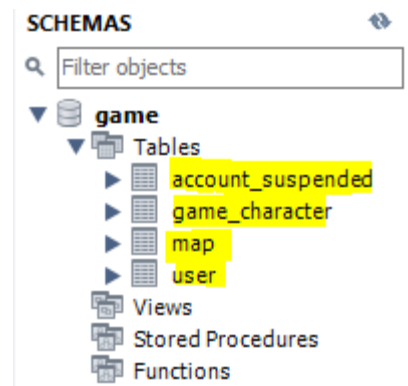 SCHEMAS
Filter objects
game
Tables
account_suspended
game_character
map
user
Views
Stored Procedures
Functions